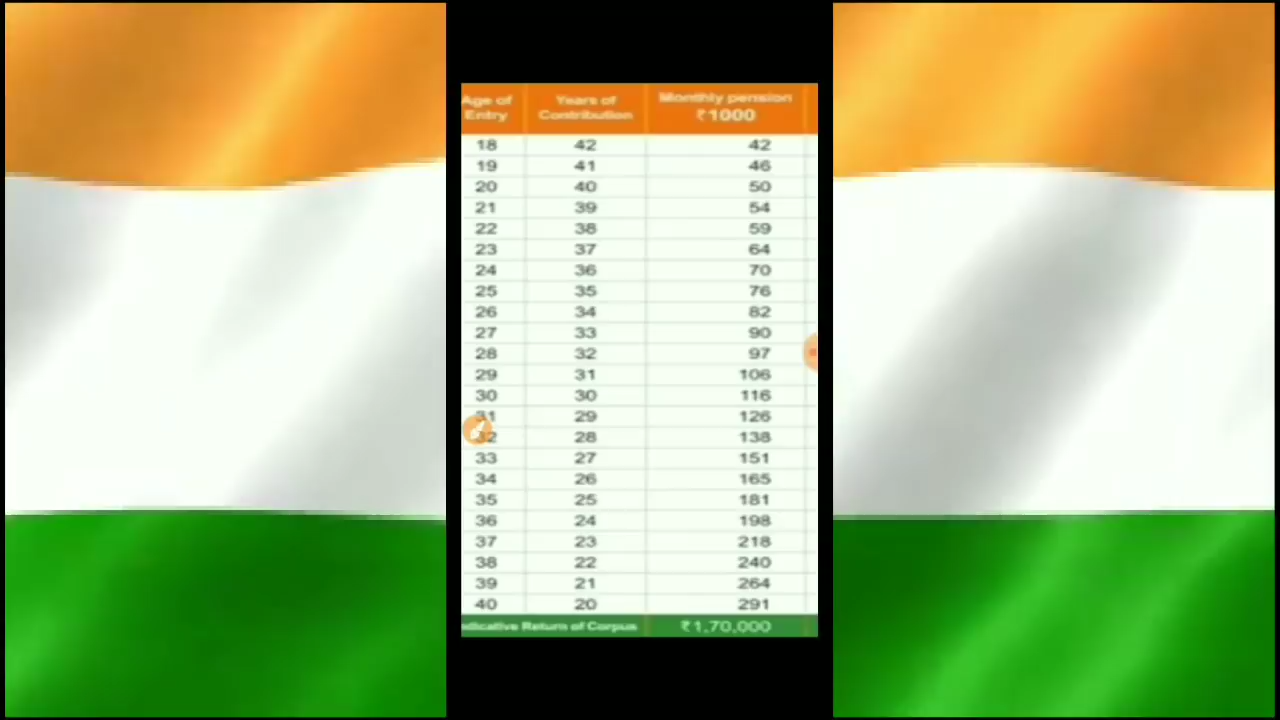 Age of Entry Years of Contribution Monthly pension ₹1000
18 42 42
19 41 46
20 40 50
21 39 54
22 38 59
23 37 64
24 36 70
25 35 76
26 34 82
27 33 90
28 32 97
29 31 106
30 30 116
31 29 126
32 28 138
33 27 151
34 26 165
35 25 181
36 24 198
37 23 218
38 22 240
39 21 264
40 20 291
dicative Return of Corpus ₹1,70,000